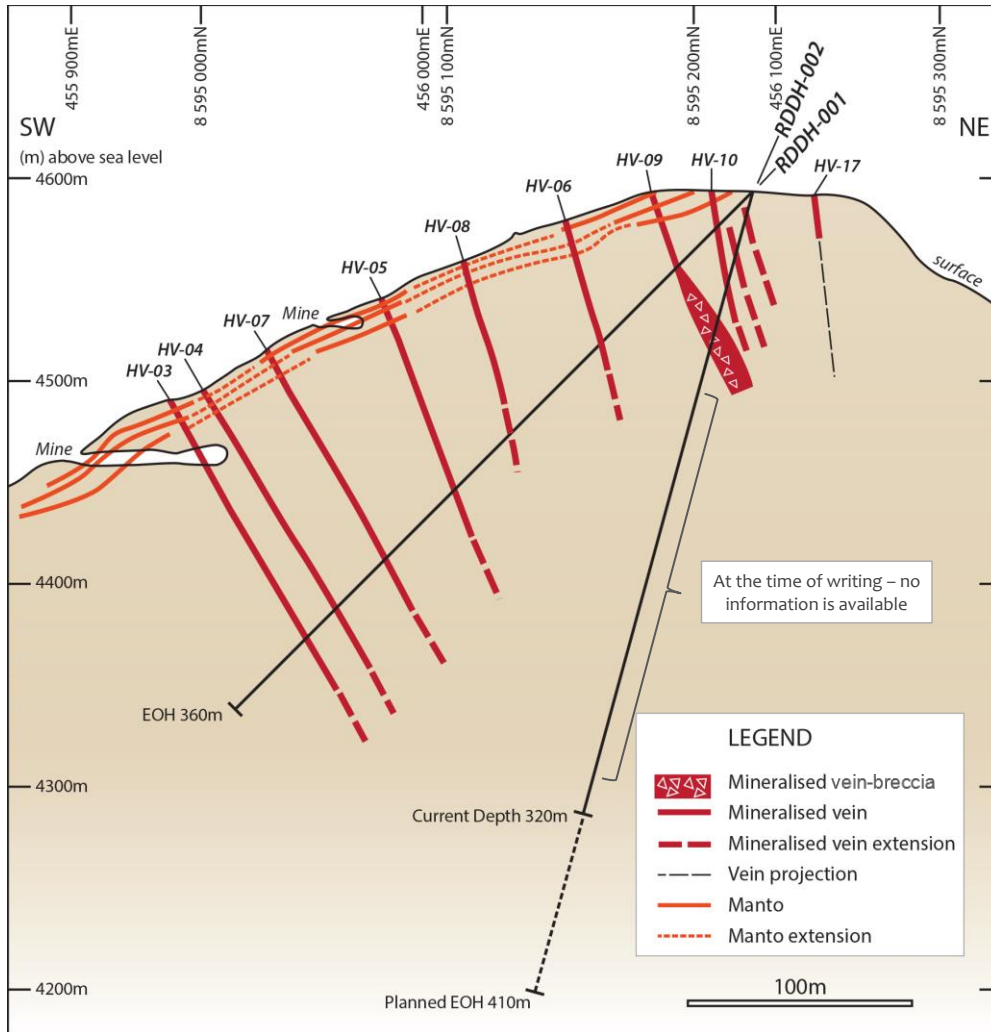 455 900mE
8 595 000mN
456 000mE
8 595 100mN
8 595 200mN
456 100mE
8 595 300mN
SW
NE
(m) above sea level
RDDH-002
RDDH-001
4600m
HV-09
HV-10
HV-17
HV-06
HV-08
HV-05
surface
Mine
HV-07
HV-04
HV-03
4500m
Mine
4400m
At the time of writing – no
information is available
EOH 360m
4300m
Current Depth 320m
LEGEND
Mineralised vein-breccia
Mineralised vein
Mineralised vein extension
Vein projection
Manto
Manto extension
4200m
Planned EOH 410m
100m